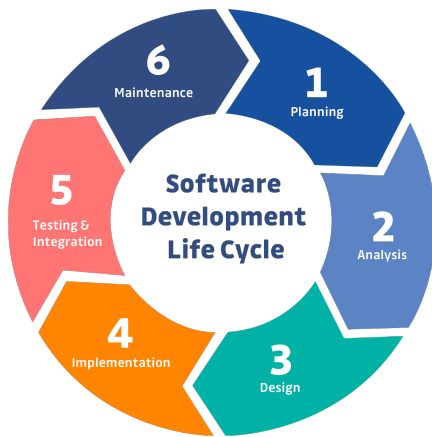 Software
Development
Life Cycle
1
Planning
2
Analysis
3
Design
4
Implementation
5
Testing &
Integration
6
Maintenance